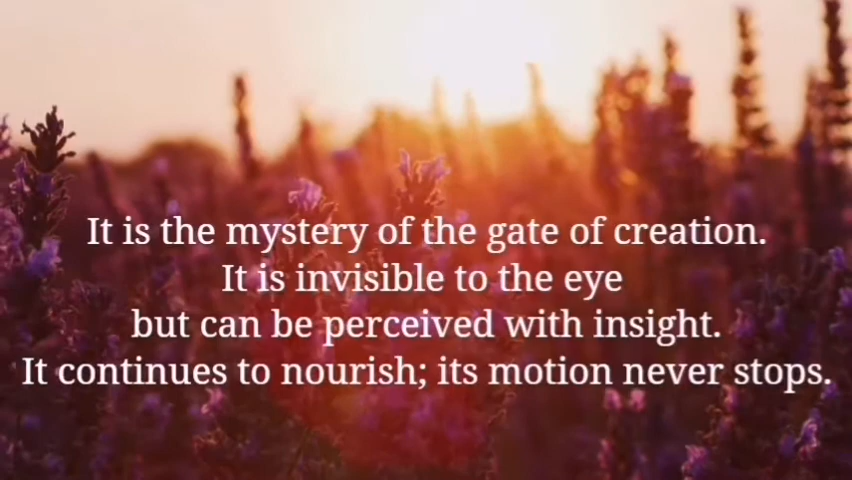 It is the mystery of the gate of creation.
It is invisible to the eye
but can be perceived with insight.
It continues to nourish; its motion never stops.